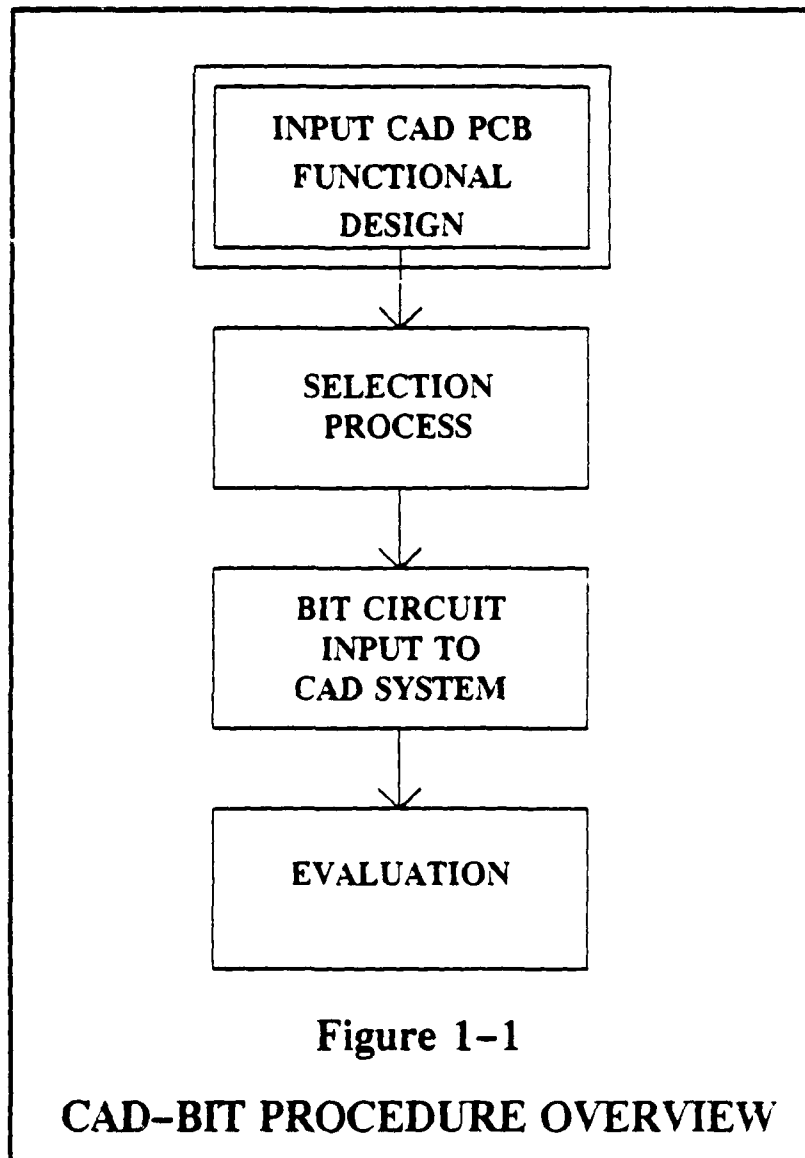 INPUT CAD PCB
FUNCTIONAL
DESIGN
SELECTION
PROCESS
BIT CIRCUIT
INPUT TO
CAD SYSTEM
EVALUATION
Figure 1-1
CAD-BIT PROCEDURE OVERVIEW